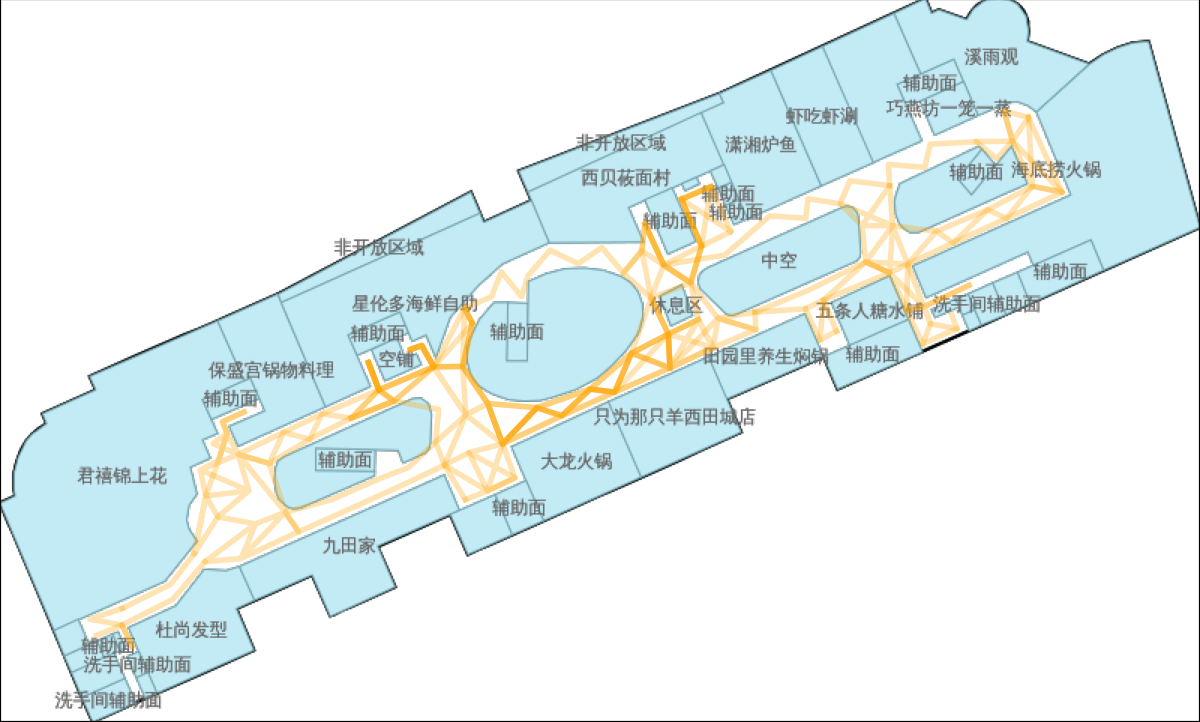 溪雨观
辅助面
巧燕坊一笼一蒸
虾吃虾涮
非开放区域
潇湘炉鱼
海底捞火锅
辅助面
西贝莜面村
辅助面
辅助面
辅助面
非开放区域
中空
辅助面
星伦多海鲜自助
休息区
洗手间辅助面
五条人糖水铺
辅助面
辅助面
空铺
田园里养生焖锅
辅助面
保盛宫锅物料理
辅助面
只为那只羊西田城店
辅助面
大龙火锅
君禧锦上花
辅助面
九田家
杜尚发型
辅助面
洗手间辅助面
洗手间辅助面